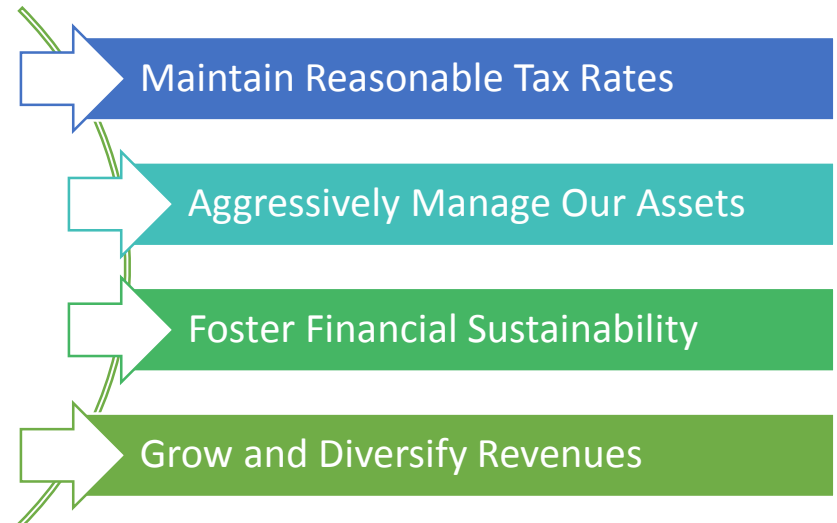 Maintain Reasonable Tax Rates
Aggressively Manage Our Assets
Foster Financial Sustainability
Grow and Diversify Revenues